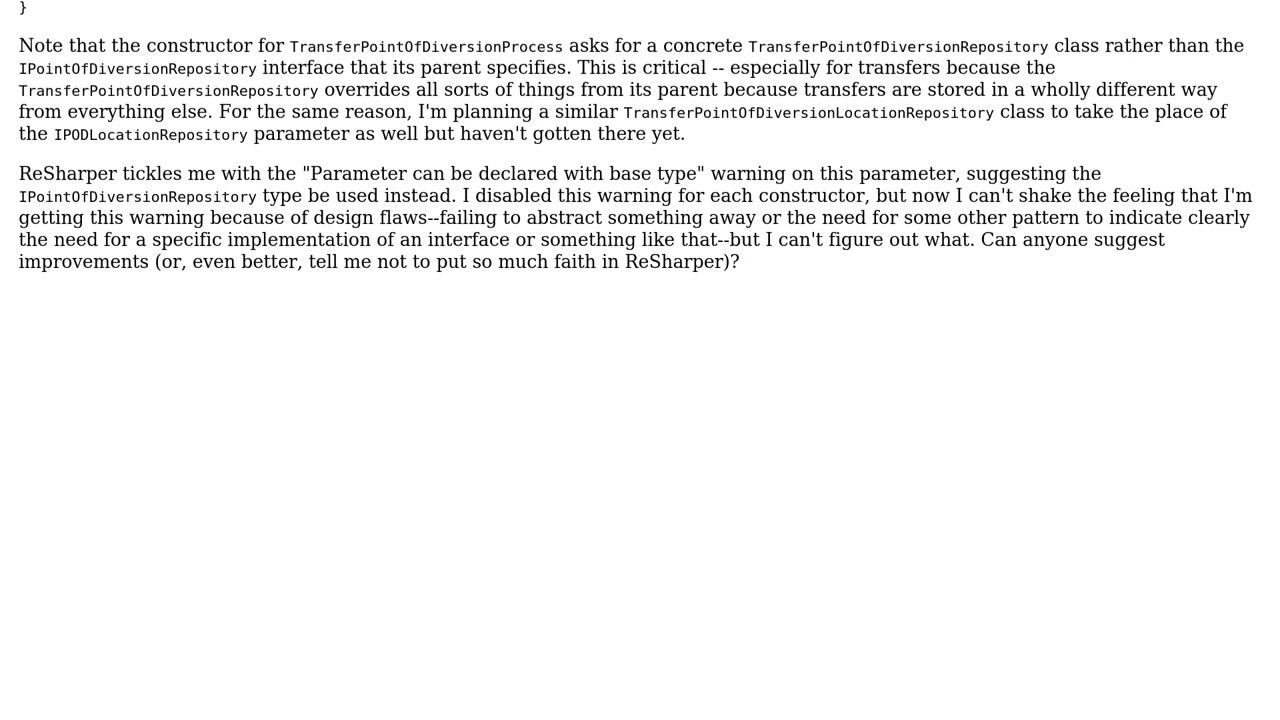 }
Note that the constructor for TransferPointOfDiversionProcess asks for a concrete TransferPointOfDiversionRepository class rather than the
IPointOfDiversionRepository interface that its parent specifies. This is critical -- especially for transfers because the
TransferPointOfDiversionRepository overrides all sorts of things from its parent because transfers are stored in a wholly different way
from everything else. For the same reason, I'm planning a similar TransferPointOfDiversionLocationRepository class to take the place of
the IPODLocationRepository parameter as well but haven't gotten there yet.
ReSharper tickles me with the "Parameter can be declared with base type" warning on this parameter, suggesting the
IPointOfDiversionRepository type be used instead. I disabled this warning for each constructor, but now I can't shake the feeling that I'm
getting this warning because of design flaws--failing to abstract something away or the need for some other pattern to indicate clearly
the need for a specific implementation of an interface or something like that--but I can't figure out what. Can anyone suggest
improvements (or, even better, tell me not to put so much faith in ReSharper)?